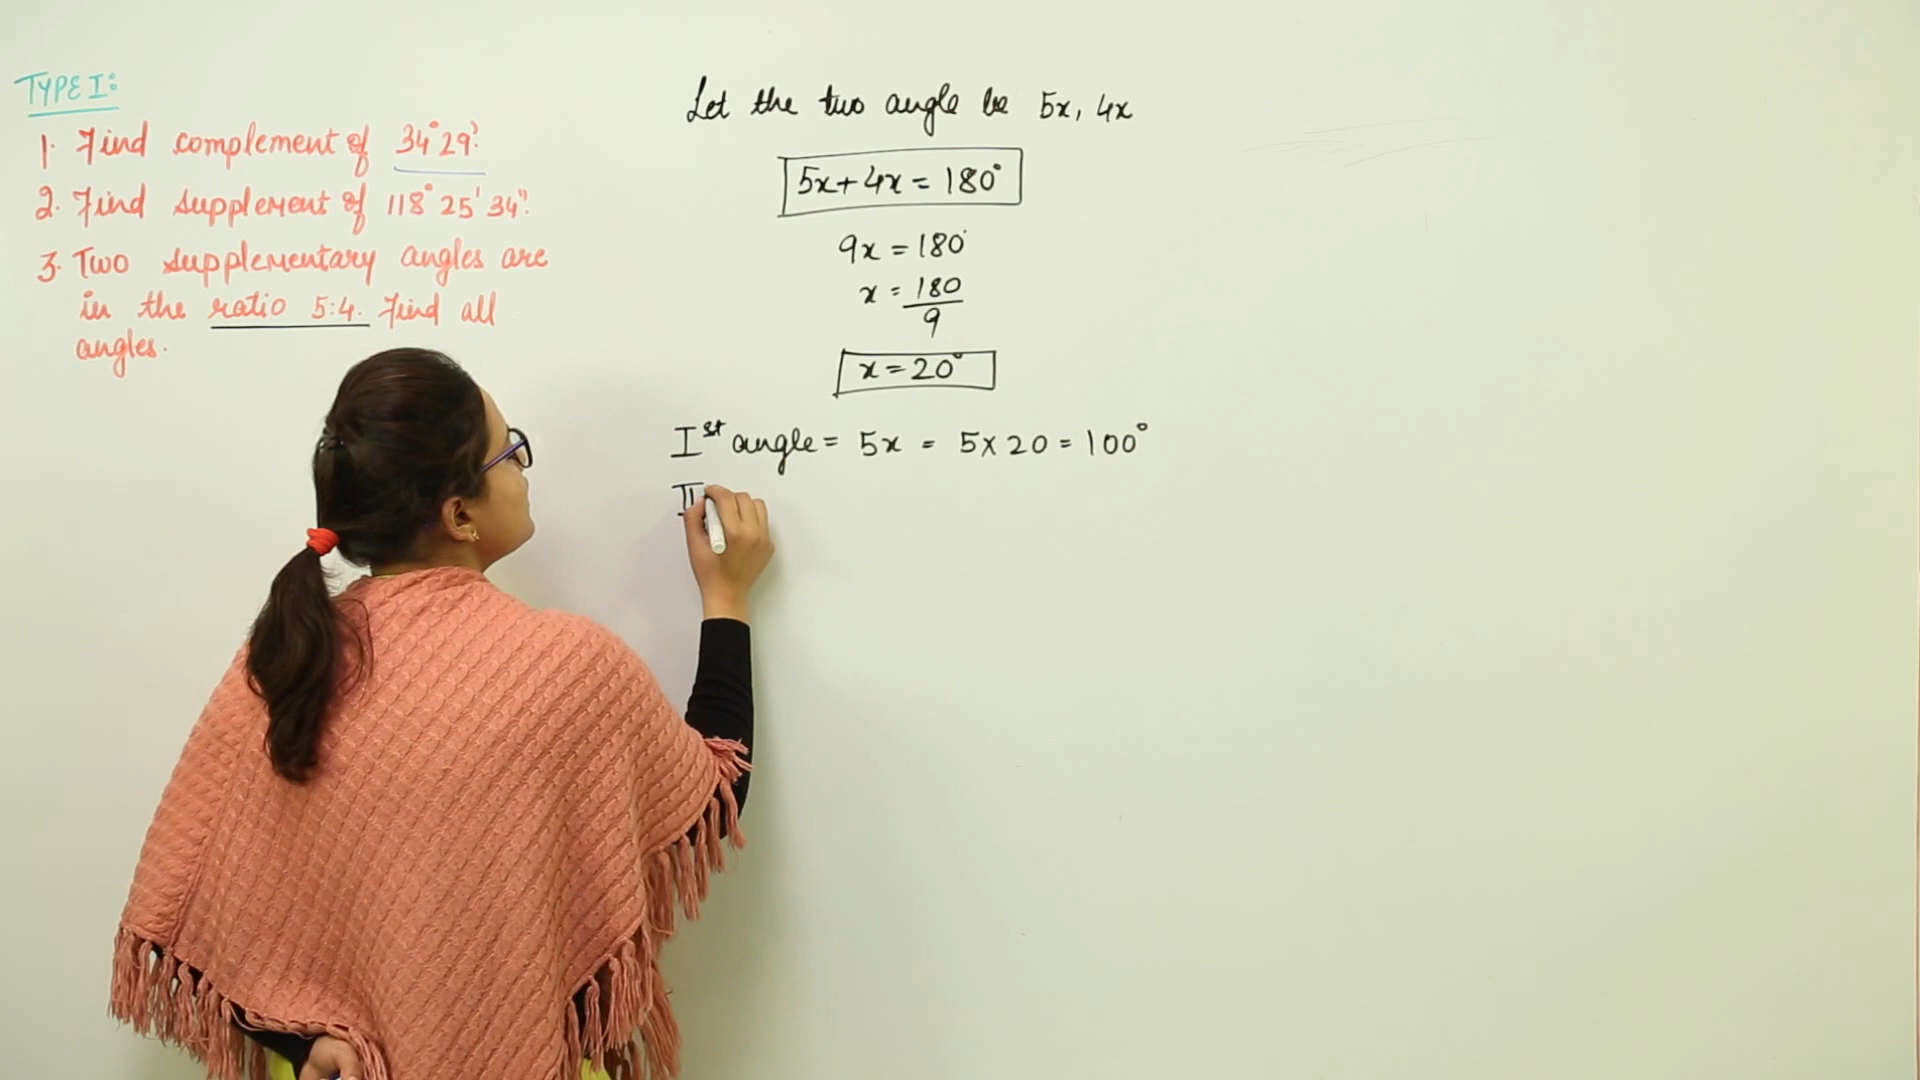 TYPE I:
1. Find complement of 34°29'.
2. Find supplement of 118° 25' 34".
3. Two supplementary angles are
in the ratio 5:4. Find all
angles.
Let the two angle be 5x, 4x
5x+4x = 180°
9x = 180°
x = 180
9
x = 20°
Ist angle = 5x = 5x20 = 100°
II